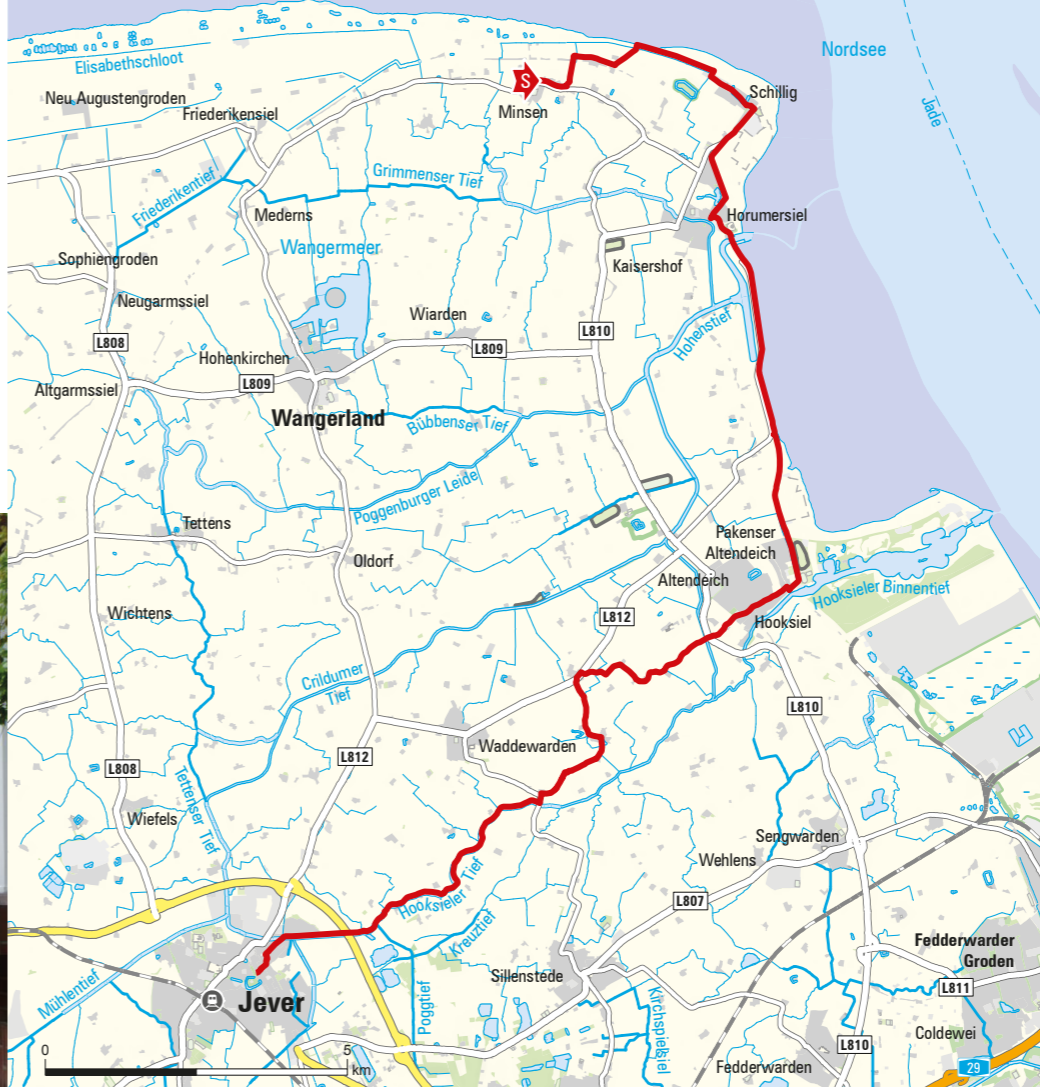 Nordsee
Elisabethschloot
S
Schillig
Neu Augustengroden
Friederikensiel
Minsen
Jade
Grimmenser Tief
Friederikentief
Mederns
Horumersiel
Wangermeer
Sophiengroden
Kaisershof
Neugarmssiel
Wiarden
L810
Hohenstief
L808
L809
Hohenkirchen
L809
Altgarmssiel
Wangerland
Bübbenser Tief
Poggenburger Leide
Tettens
Pakenser
Altendeich
Oldorf
Altendeich
Hooksieler Binnentief
Wichtens
L812
Hooksiel
Crildumer
Tief
L810
Waddewarden
L812
L808
Tettenser Tief
Wiefels
Sengwarden
Wehlens
Hooksieler Tief
L807
Kreuztief
Fedderwarder
Groden
Sillenstede
Mühlentief
L811
Jever
Poggtief
Kirchspielsiel
Coldewei
L810
0 5
km
Fedderwarden
29